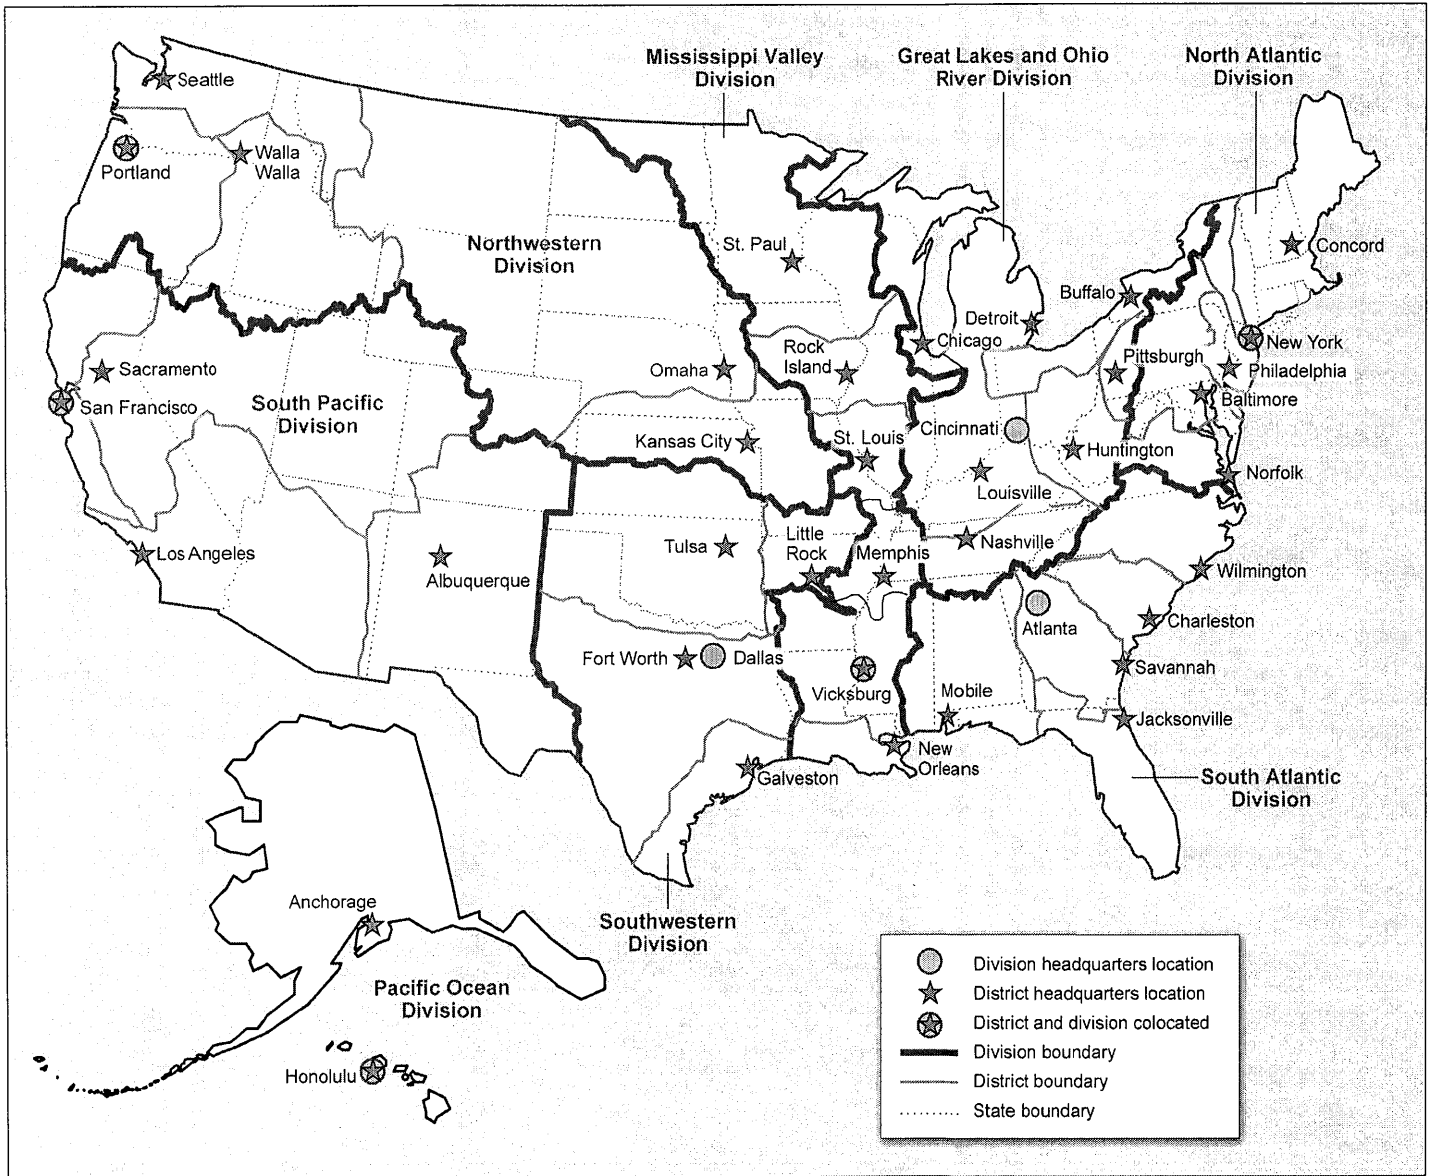 Mississippi Valley
Division
Great Lakes and Ohio
River Division
North Atlantic
Division
Seattle
Portland
Walla
Walla
Northwestern
Division
St. Paul
Concord
Buffalo
Detroit
Chicago
New York
Pittsburgh
Philadelphia
Baltimore
Omaha
Rock
Island
Sacramento
San Francisco
South Pacific
Division
Kansas City
St. Louis
Cincinnati
Huntington
Louisville
Norfolk
Los Angeles
Albuquerque
Tulsa
Little
Rock
Memphis
Nashville
Wilmington
Atlanta
Charleston
Fort Worth
Dallas
Savannah
Vicksburg
Mobile
Jacksonville
New
Orleans
Galveston
South Atlantic
Division
Anchorage
Southwestern
Division
Pacific Ocean
Division
Honolulu
Division headquarters location
District headquarters location
District and division colocated
Division boundary
District boundary
State boundary